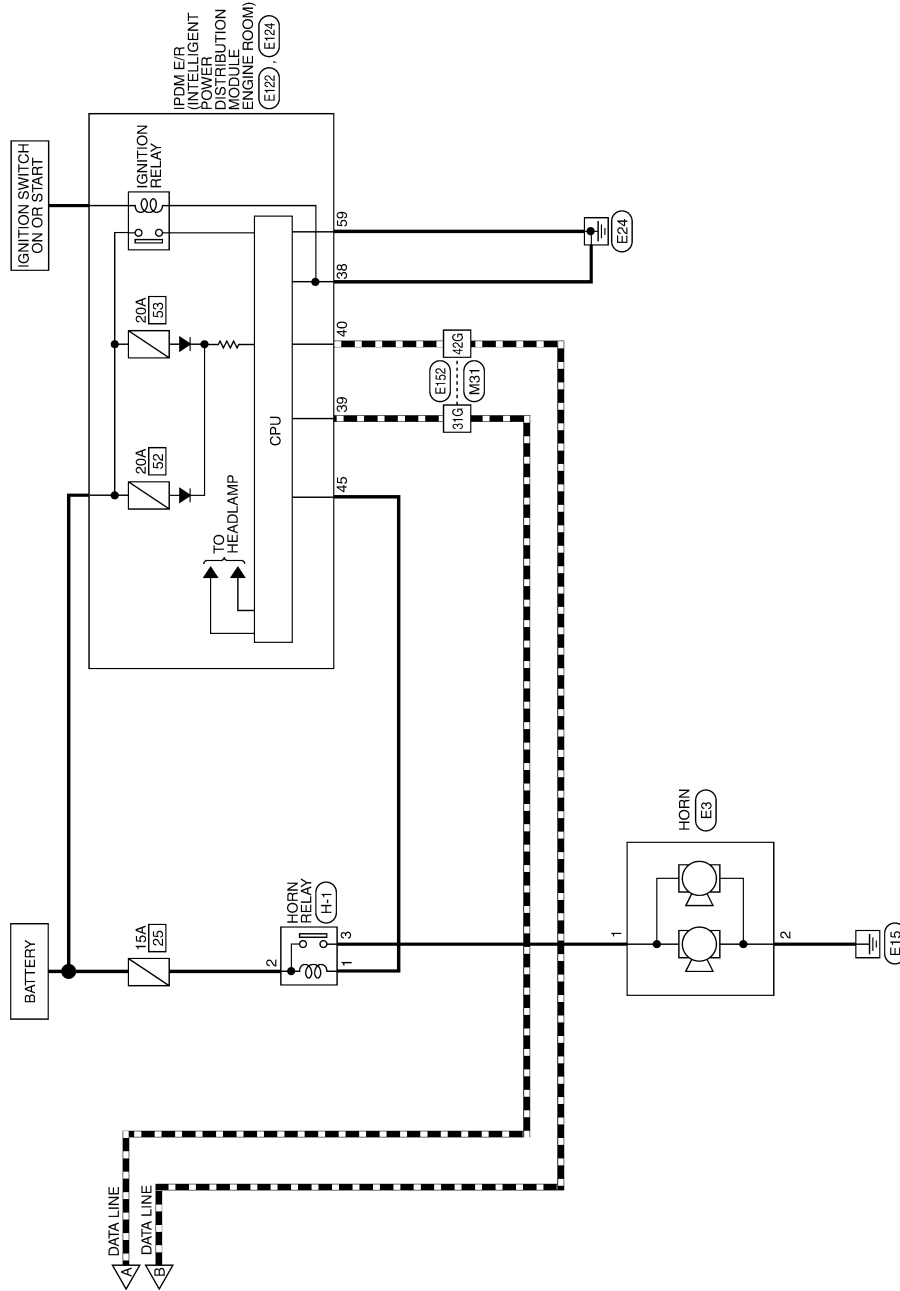 IGNITION SWITCH
ON OR START
BATTERY
IPDM E/R
(INTELLIGENT
POWER
DISTRIBUTION
MODULE
ENGINE ROOM)
E122 , E124
IGNITION
RELAY
20A
53
20A
52
15A
25
TO
HEADLAMP
CPU
HORN
RELAY
H-1
2
1
3
45
39
40
38
59
E152
M31
31G
42G
E24
DATA LINE
A
DATA LINE
B
HORN
E3
1
2
E15